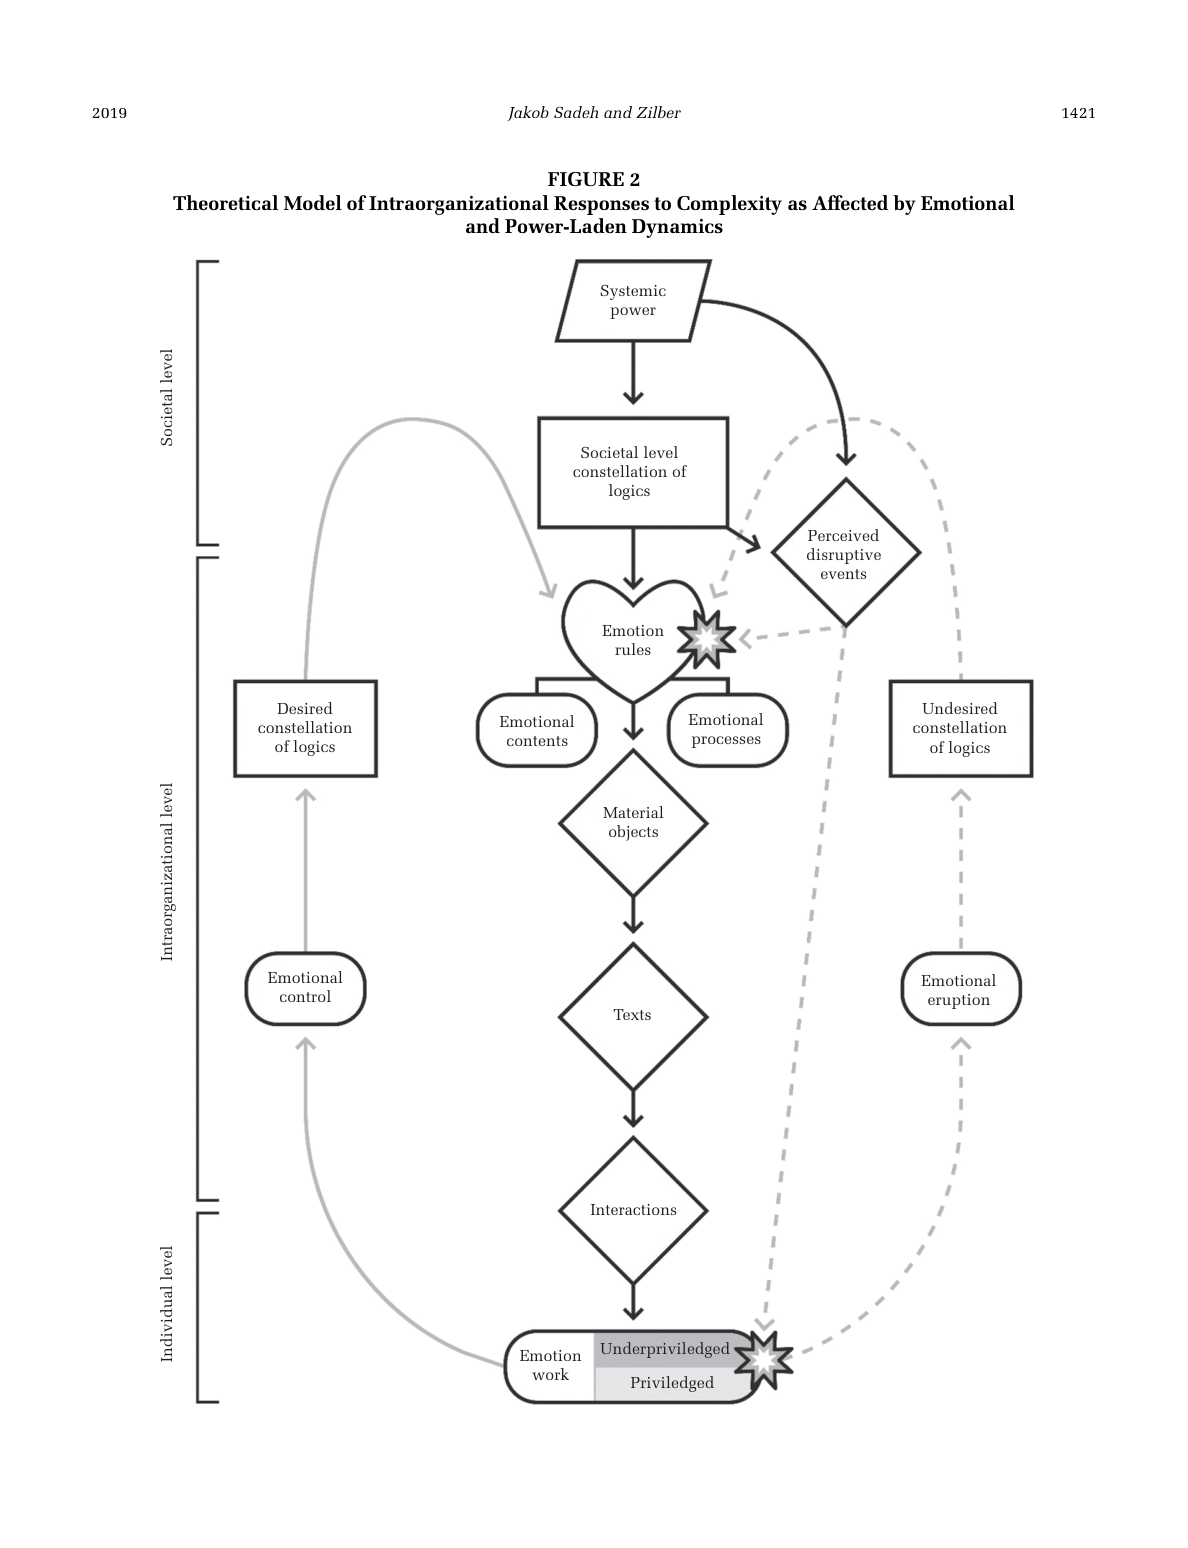 2019
Jakob Sadeh and Zilber
1421
FIGURE 2
Theoretical Model of Intraorganizational Responses to Complexity as Affected by Emotional
and Power-Laden Dynamics
Societal level
Systemic
power
Societal level
constellation of
logics
Perceived
disruptive
events
Intraorganizational level
Emotion
rules
Emotional
contents
Emotional
processes
Desired
constellation
of logics
Undesired
constellation
of logics
Material
objects
Emotional
control
Texts
Emotional
eruption
Interactions
Individual level
Emotion
work
Underpriviledged
Priviledged